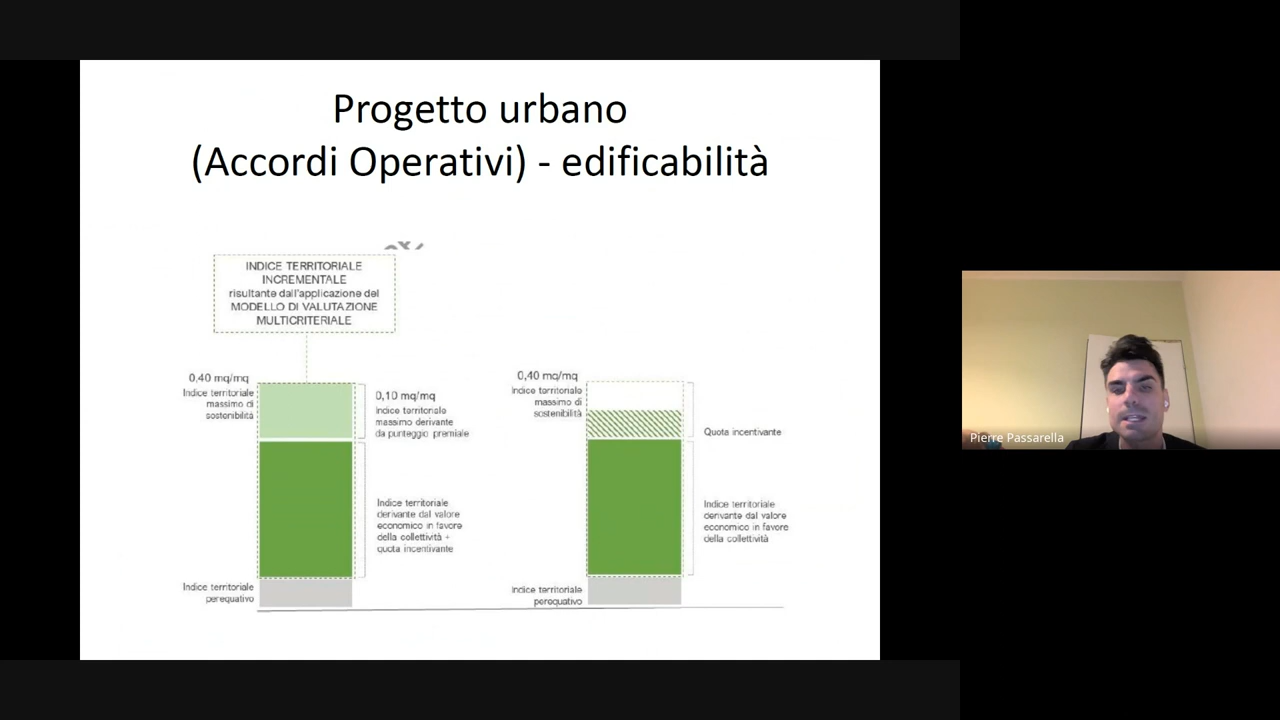 Progetto urbano
(Accordi Operativi) - edificabilità
INDICE TERRITORIALE
INCREMENTALE
risultante dall'applicazione del
MODELLO DI VALUTAZIONE
MULTICRITERIALE
0,40 mq/mq
Indice territoriale
massimo di
sostenibilità
0,10 mq/mq
Indice territoriale
massimo derivante
da punteggio premiale
Indice territoriale
derivante dal valore
economico in favore
della collettività +
quota incentivante
Indice territoriale
perequativo
0,40 mq/mq
Indice territoriale
massimo di
sostenibilità
Quota incentivante
Indice territoriale
derivante dal valore
economico in favore
della collettività
Indice territoriale
perequativo
Pierre Passarella